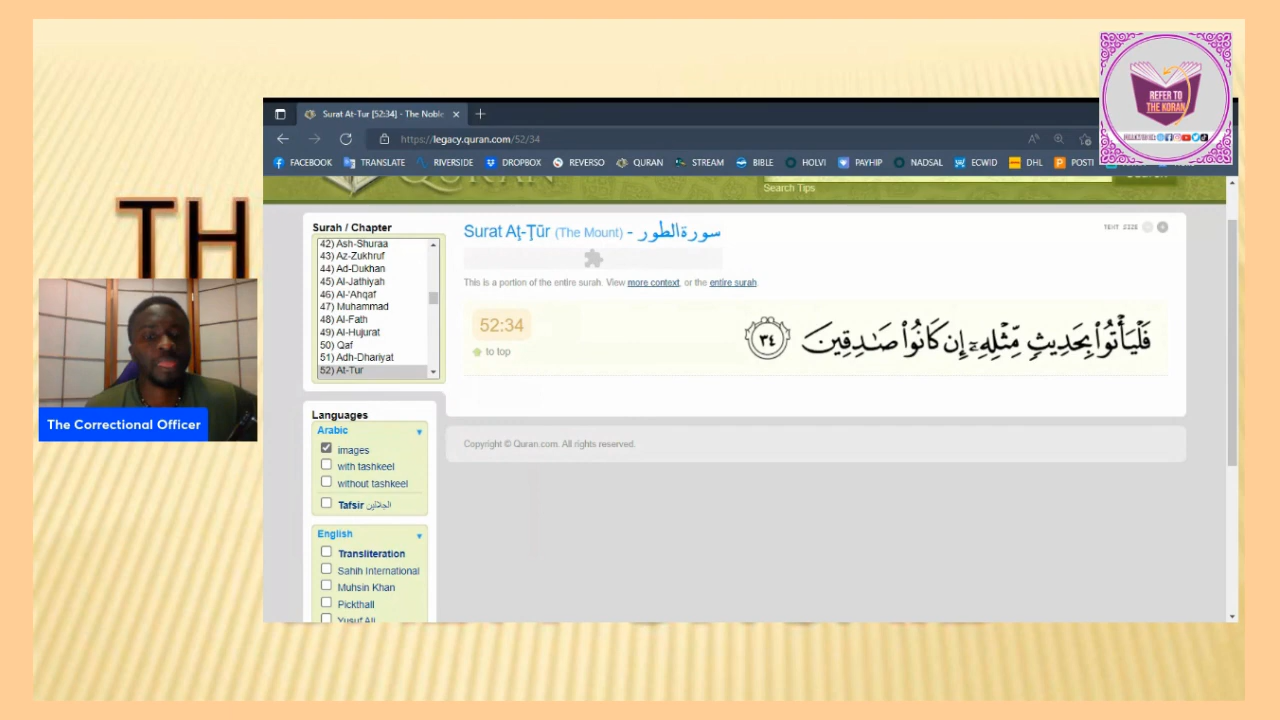 REFER TO
THE KORAN
TH
The Correctional Officer
Surat At-Tur [52:34] - The Noble
https://legacy.quran.com/52/34
FACEBOOK TRANSLATE RIVERSIDE DROPBOX REVERSO QURAN STREAM BIBLE HOLVI PAYHIP NADSAL ECWID DHL POSTI
Search Tips
Surah / Chapter
42) Ash-Shuraa
43) Az-Zukhruf
44) Ad-Dukhan
45) Al-Jathiyah
46) Al-'Ahqaf
47) Muhammad
48) Al-Fath
49) Al-Hujurat
50) Qaf
51) Adh-Dhariyat
52) At-Tur
Surat Aţ-Ţūr (The Mount) - سورة الطور
TEXT SIZE
This is a portion of the entire surah. View more context, or the entire surah
52:34
to top
فَلْيَأْتُوا۟ بِحَدِيثٍ مِّثْلِهِۦٓ إِن كَانُوا۟ صَـٰدِقِينَ ٣٤
Copyright © Quran.com. All rights reserved.
Languages
Arabic
images
with tashkeel
without tashkeel
Tafsir الجلالين
English
Transliteration
Sahih International
Muhsin Khan
Pickthall
Yusuf Ali